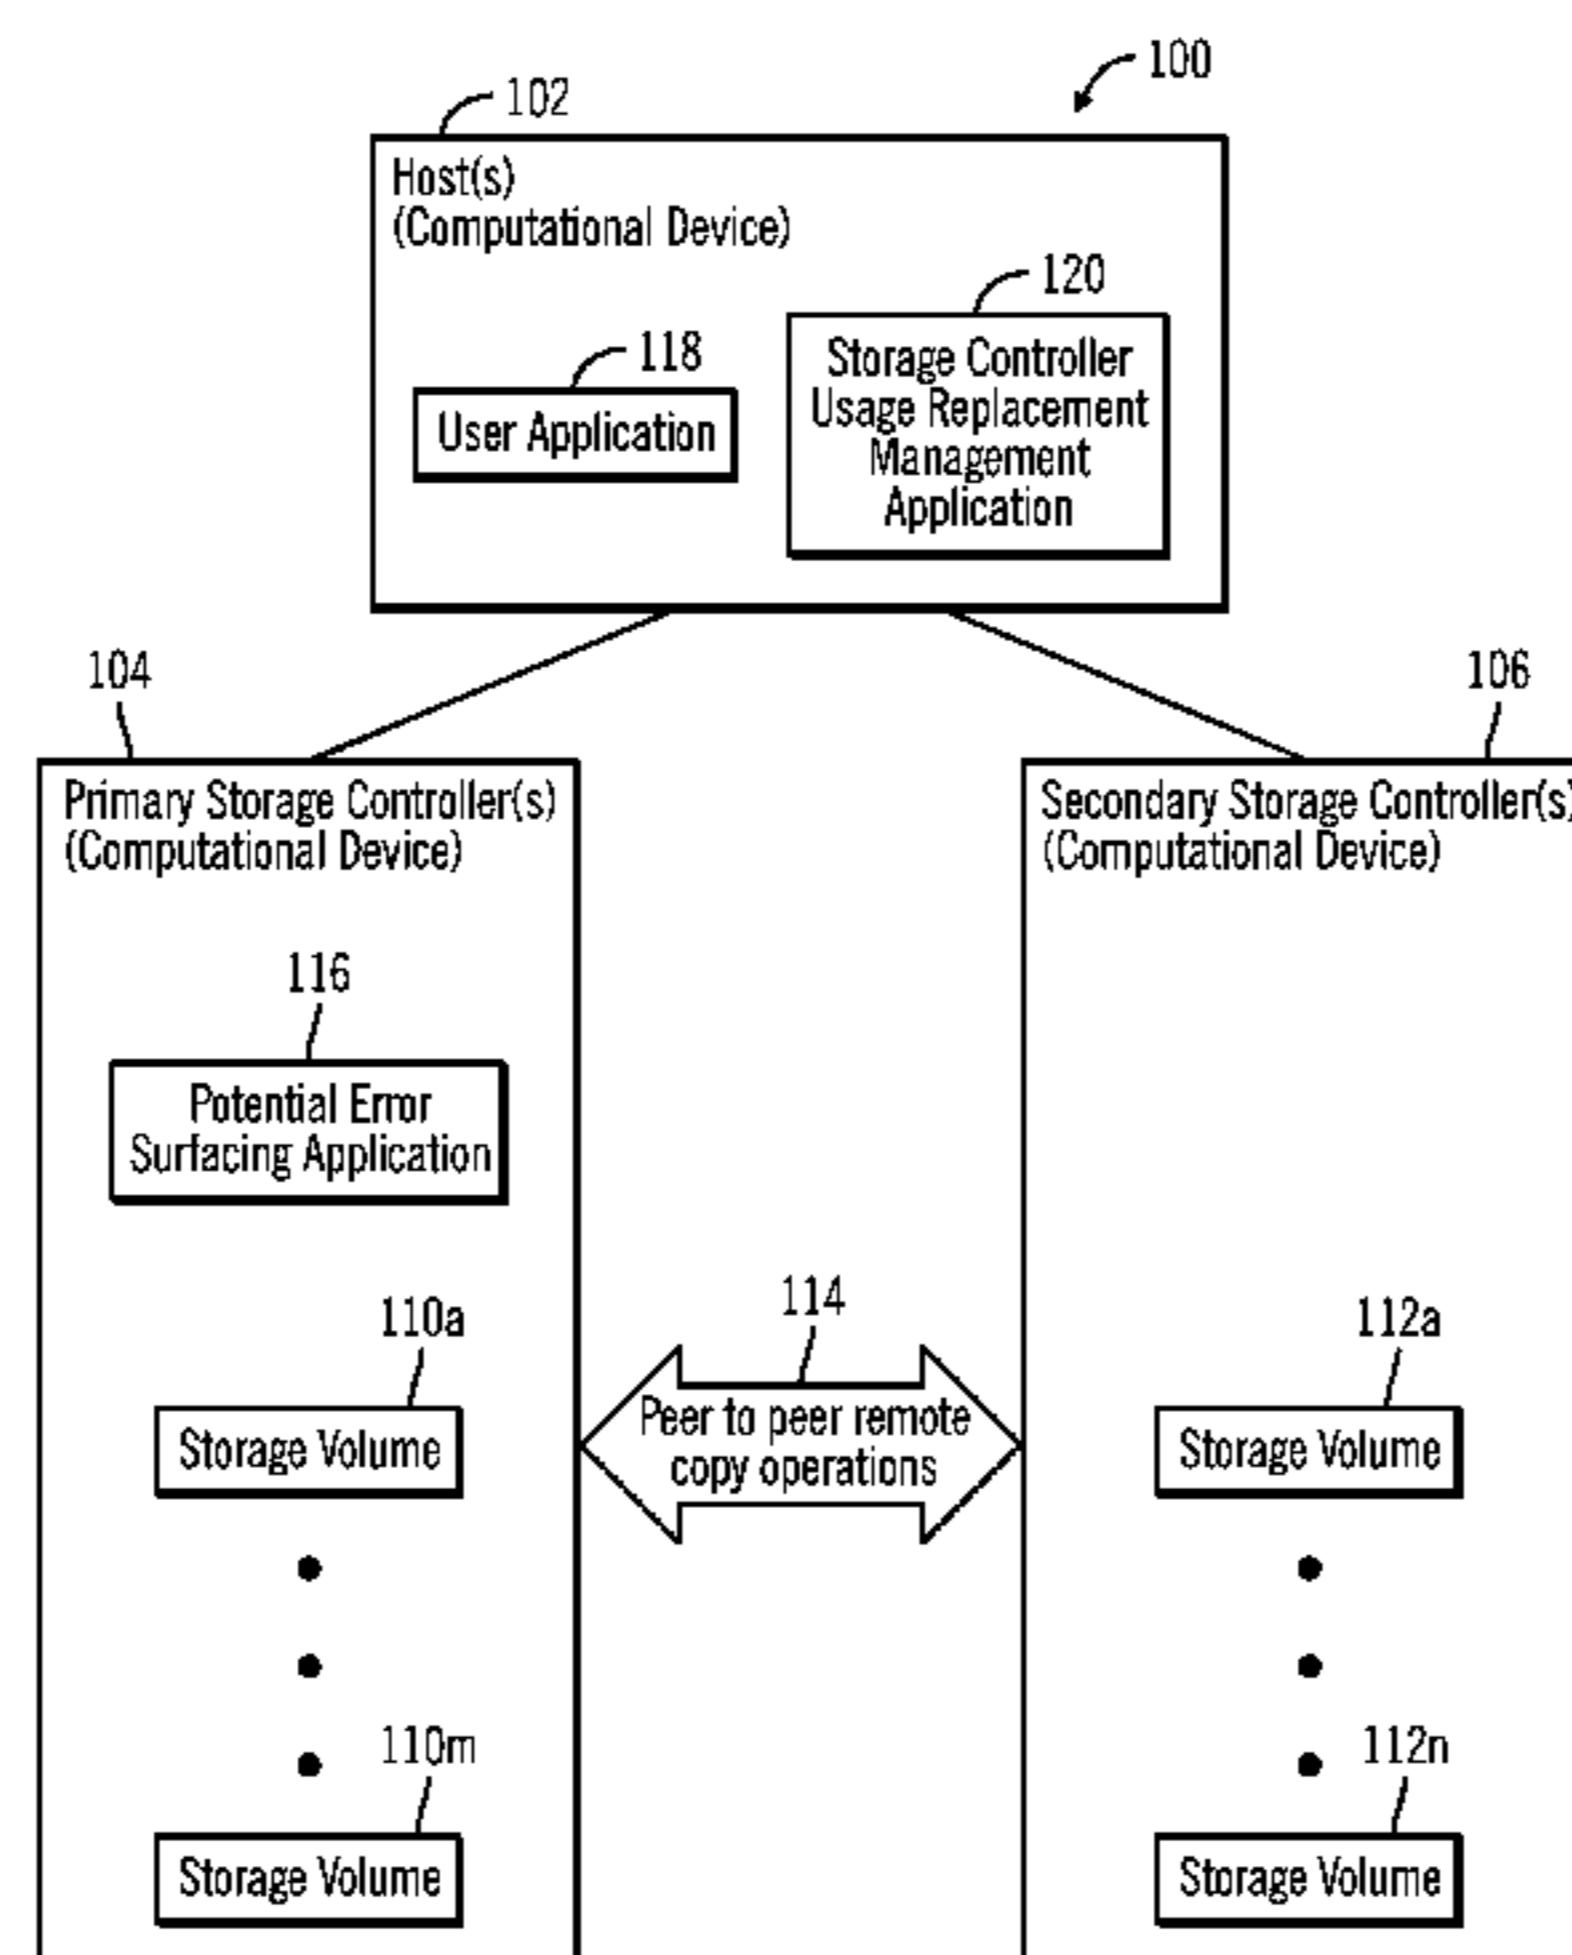 100
102
Host(s)
(Computational Device)
120
118
Storage Controller
Usage Replacement
Management
Application
User Application
104
106
Primary Storage Controller(s)
(Computational Device)
Secondary Storage Controller(s)
(Computational Device)
116
Potential Error
Surfacing Application
114
110a
112a
Peer to peer remote
copy operations
Storage Volume
Storage Volume
110m
112n
Storage Volume
Storage Volume